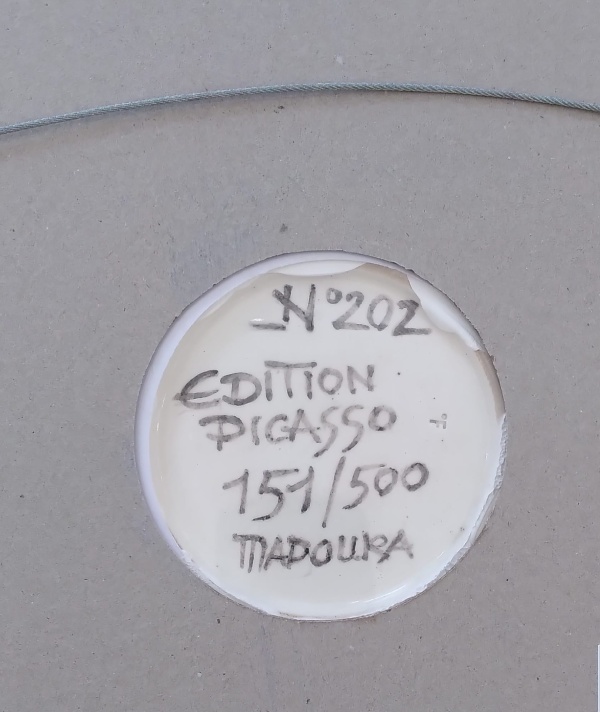 N°202
EDITION
PICASSO
151/500
MADOURA